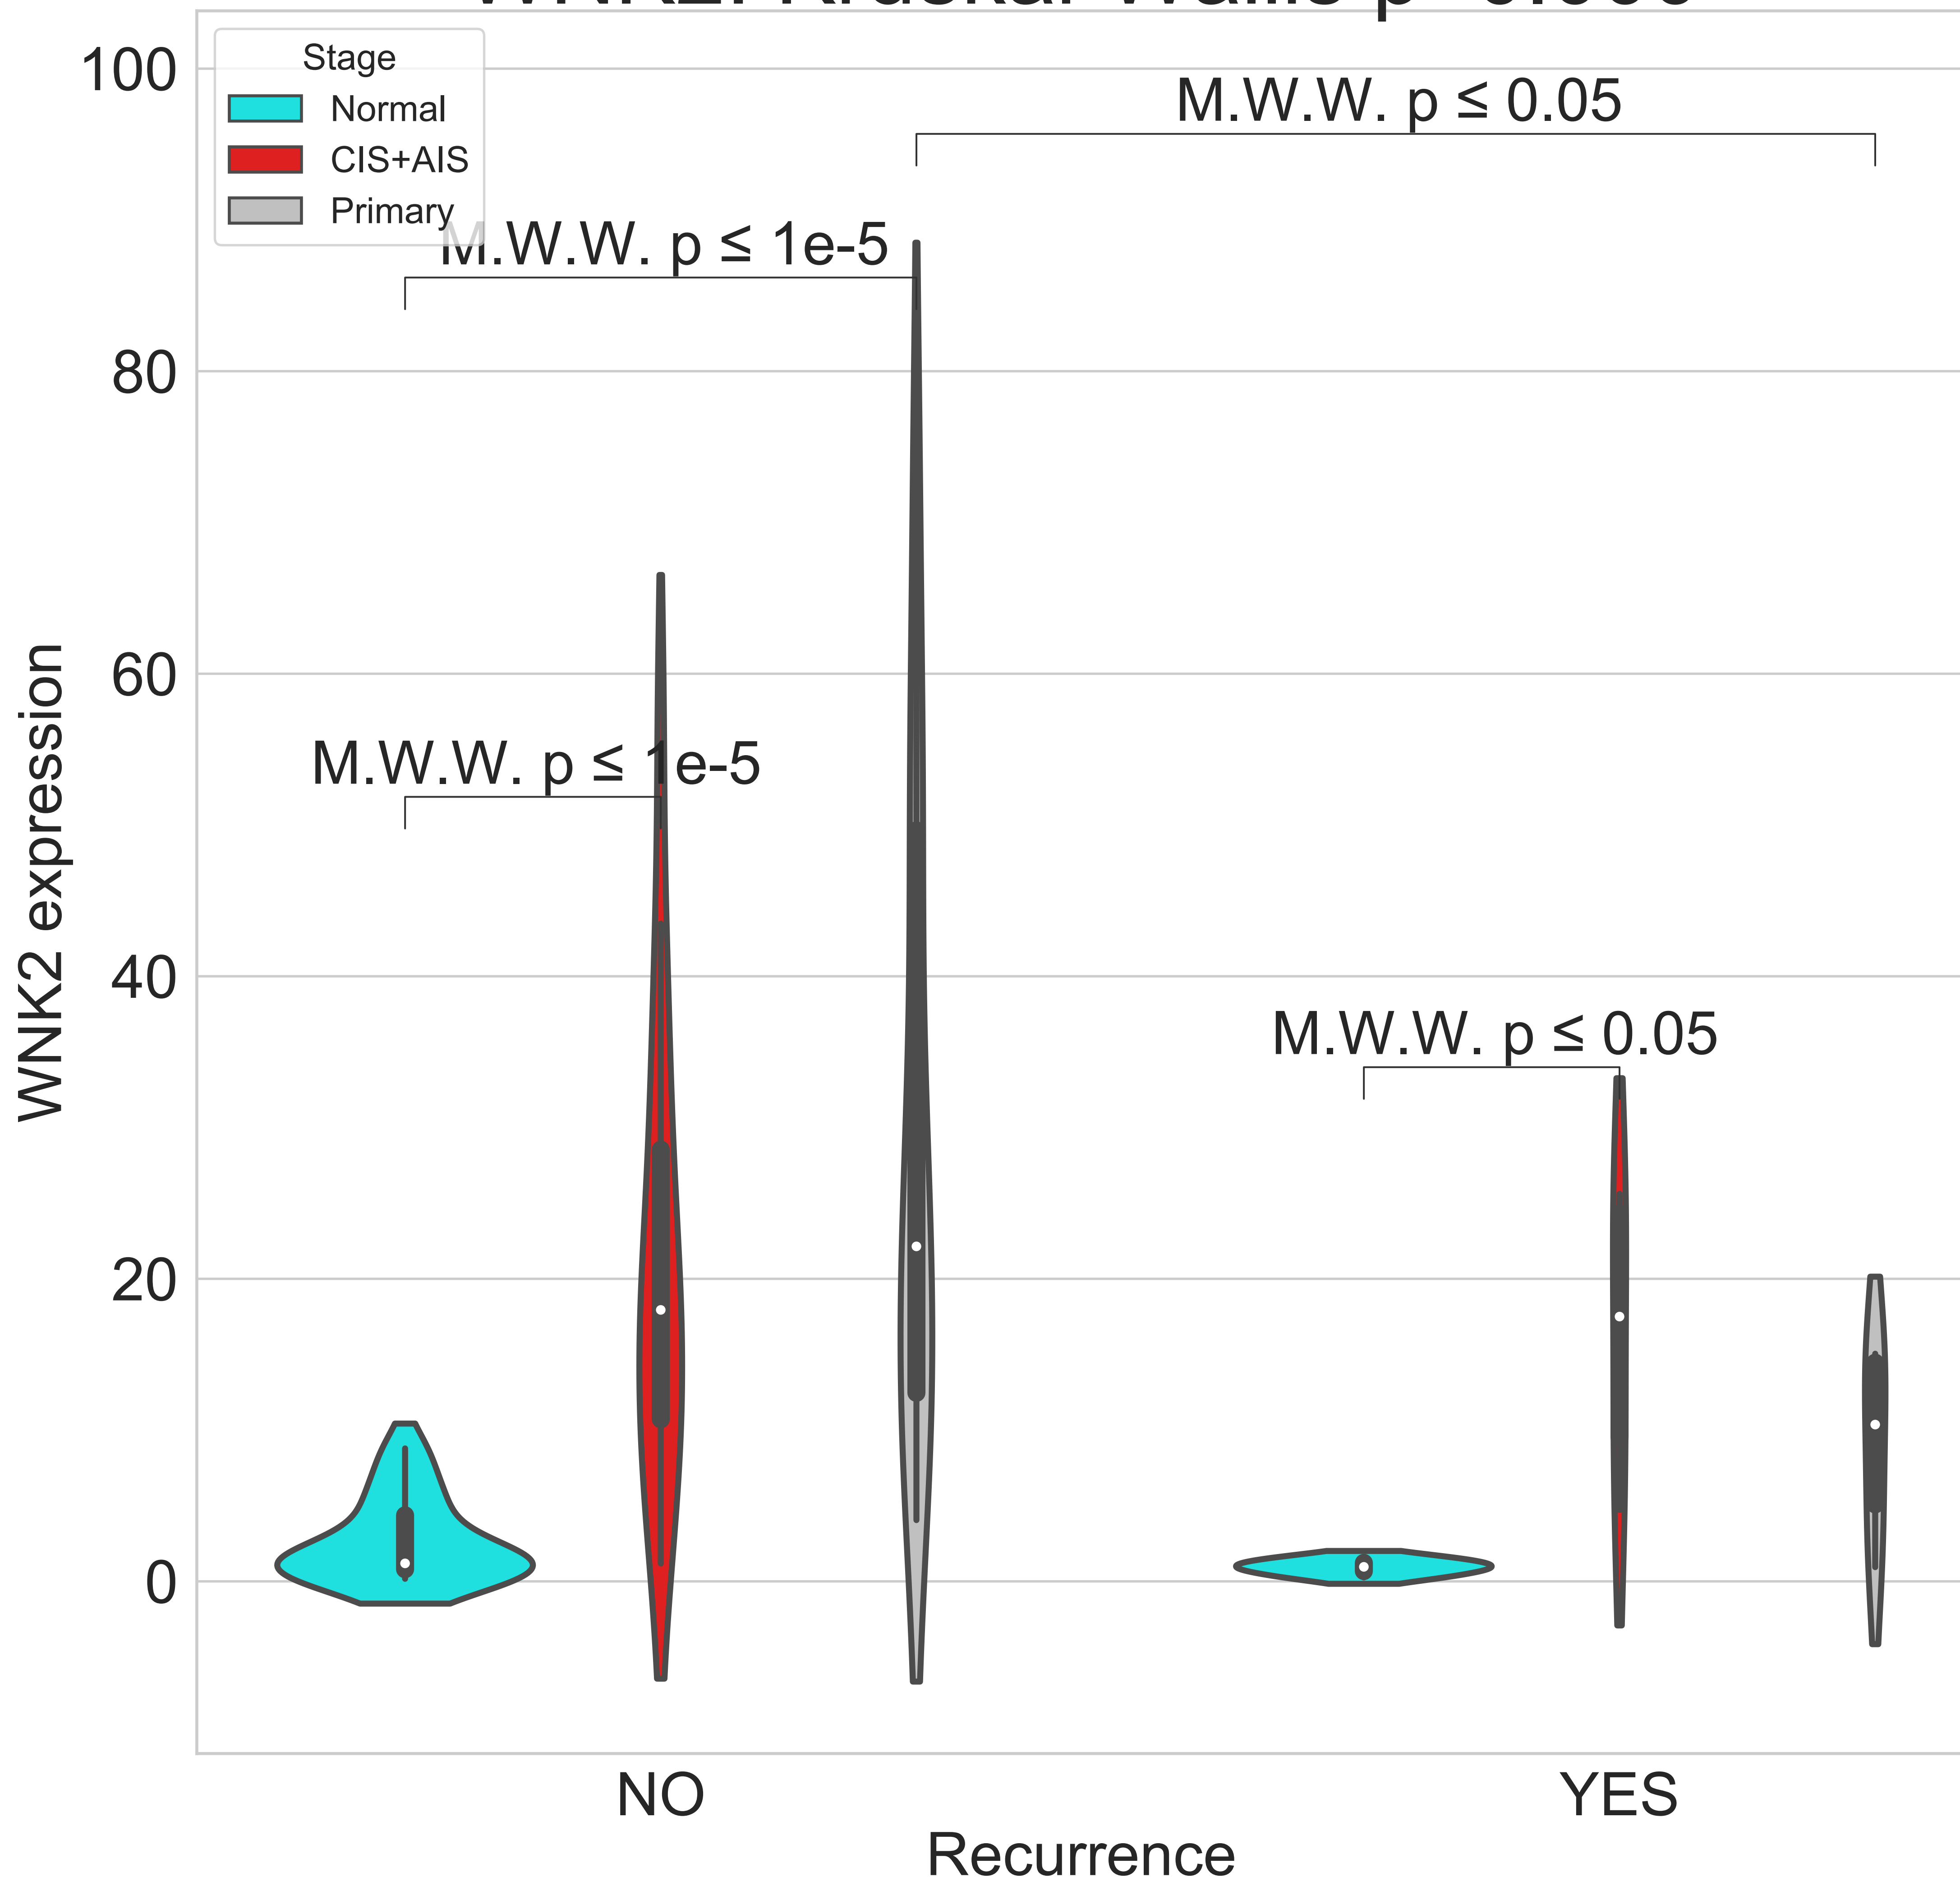 100
80
60
40
20
0
WNK2 expression
Stage
Normal
CIS+AIS
Primary
M.W.W. p ≤ 0.05
M.W.W. p ≤ 1e-5
M.W.W. p ≤ 1e-5
M.W.W. p ≤ 0.05
NO
YES
Recurrence